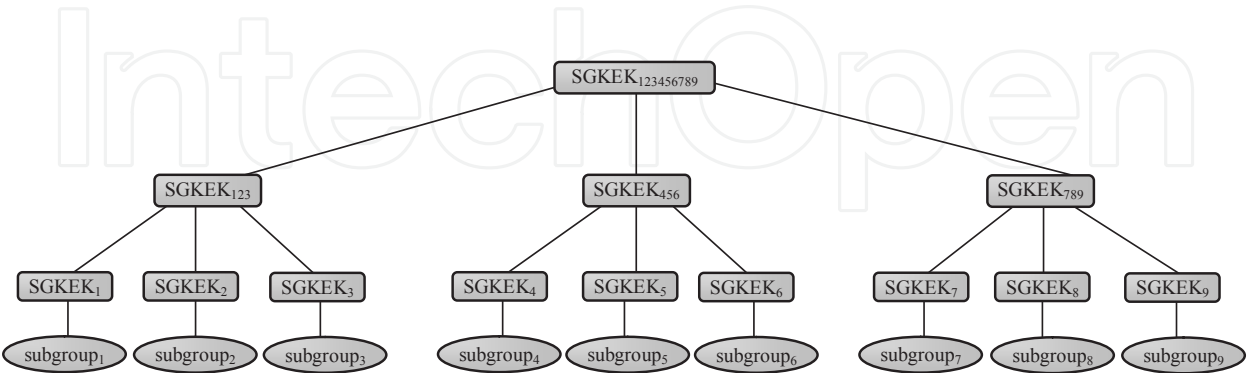 IntechOpen
SGKEK₁₂₃₄₅₆₇₈₉
SGKEK₁₂₃ SGKEK₄₅₆ SGKEK₇₈₉
SGKEK₁ SGKEK₂ SGKEK₃ SGKEK₄ SGKEK₅ SGKEK₆ SGKEK₇ SGKEK₈ SGKEK₉
subgroup₁ subgroup₂ subgroup₃ subgroup₄ subgroup₅ subgroup₆ subgroup₇ subgroup₈ subgroup₉